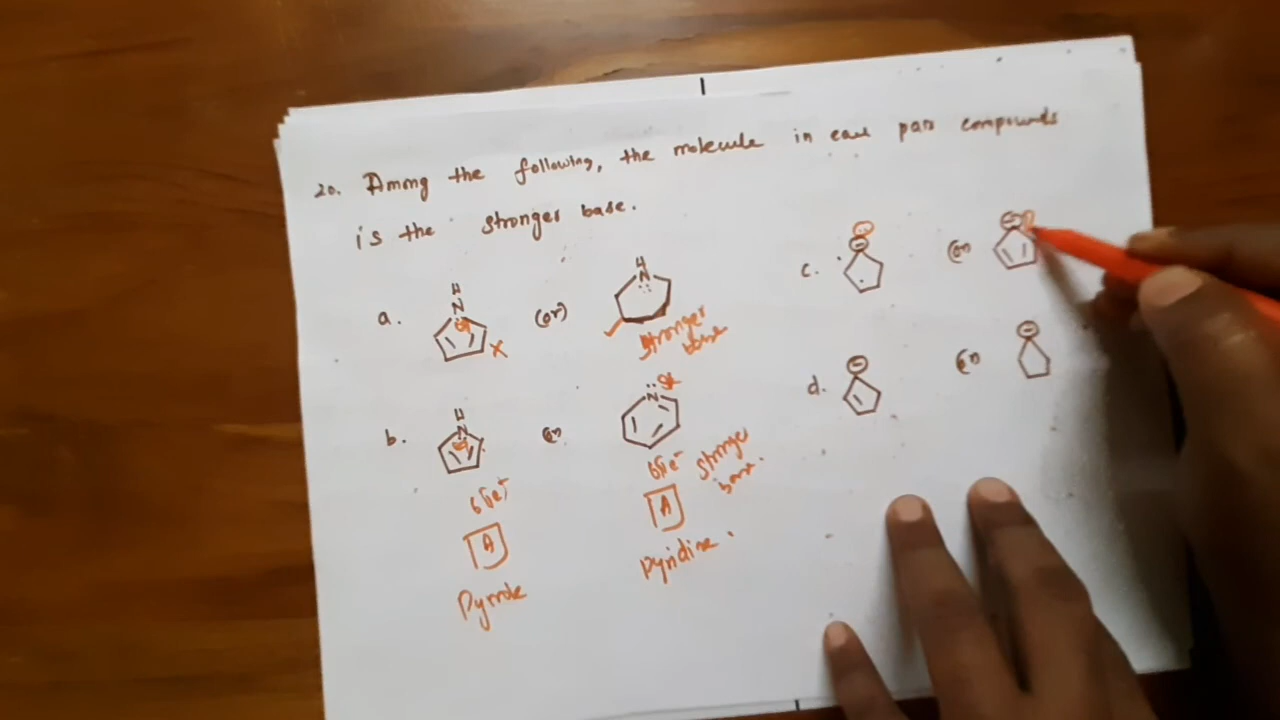 20. Among the following, the molecule in each pair compounds
is the stronger base.
a. H N (or) H N
stronger base
b. H N (or) N
6πe⁻ 6πe⁻ stronger base.
A A
Pyrrole pyridine.
c. (or)
d. (or)